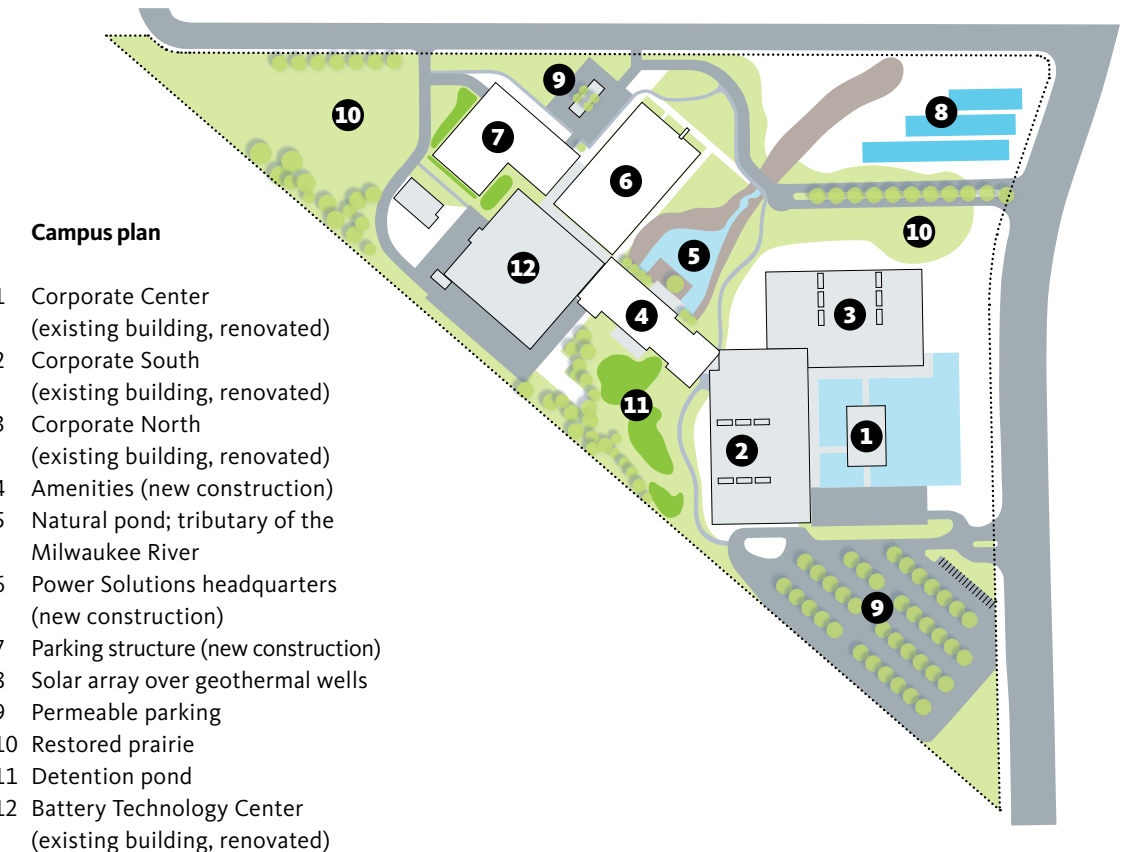 Campus plan
1 Corporate Center
(existing building, renovated)
2 Corporate South
(existing building, renovated)
3 Corporate North
(existing building, renovated)
4 Amenities (new construction)
5 Natural pond; tributary of the
Milwaukee River
6 Power Solutions headquarters
(new construction)
7 Parking structure (new construction)
8 Solar array over geothermal wells
9 Permeable parking
10 Restored prairie
11 Detention pond
12 Battery Technology Center
(existing building, renovated)
9
8
10
7
6
10
5
12
3
4
11
1
2
9